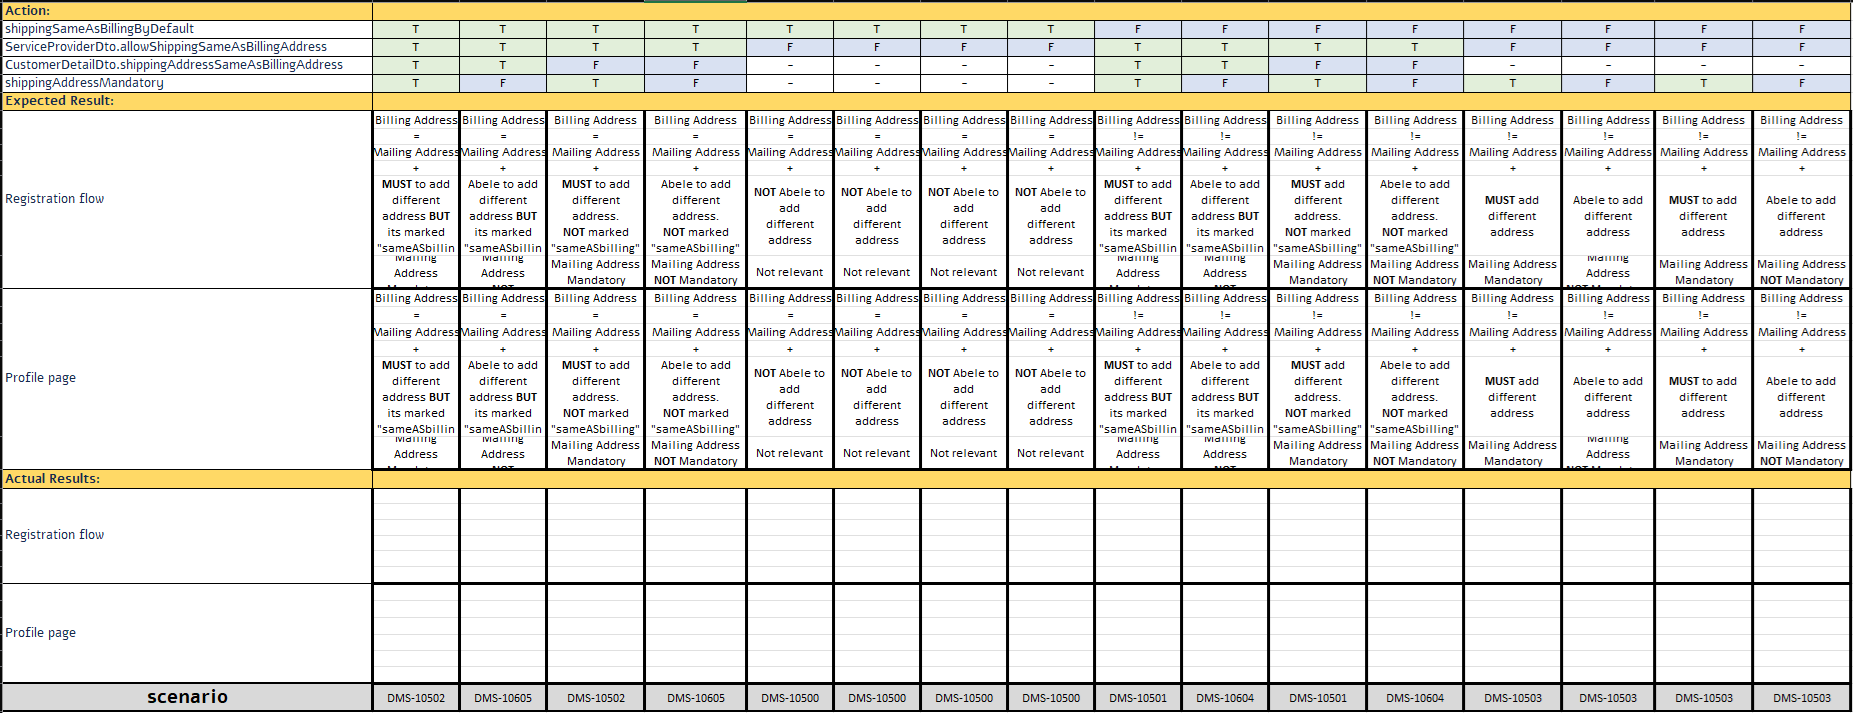 Action:
shippingSameAsBillingByDefault T T T T T T T T F F F F F F F F
ServiceProviderDto.allowShippingSameAsBillingAddress T T T T F F F F T T T T F F F F
CustomerDetailDto.shippingAddressSameAsBillingAddress T T F F - - - - T T F F - - - -
shippingAddressMandatory T F T F - - - - T F T F T F T F
Expected Result:
Registration flow
Billing Address Billing Address Billing Address Billing Address Billing Address Billing Address Billing Address Billing Address Billing Address Billing Address Billing Address Billing Address Billing Address Billing Address Billing Address Billing Address
= = = = = = = = != != != != != != != !=
Mailing Address Mailing Address Mailing Address Mailing Address Mailing Address Mailing Address Mailing Address Mailing Address Mailing Address Mailing Address Mailing Address Mailing Address Mailing Address Mailing Address Mailing Address Mailing Address
+ + + + + + + + + + + + + + + +
MUST to add
different
address BUT
its marked
"sameASbillin
Abele to add
different
address BUT
its marked
"sameASbillin
MUST to add
different
address.
NOT marked
"sameASbilling"
Abele to add
different
address.
NOT marked
"sameASbilling"
NOT Abele to
add
different
address
NOT Abele to
add
different
address
NOT Abele to
add
different
address
NOT Abele to
add
different
address
MUST to add
different
address BUT
its marked
"sameASbillin
Abele to add
different
address BUT
its marked
"sameASbillin
MUST add
different
address.
NOT marked
"sameASbilling"
Abele to add
different
address.
NOT marked
"sameASbilling"
MUST add
different
address
Abele to add
different
address
MUST to add
different
address
Abele to add
different
address
Mailing
Address
Mailing
Address
Mailing Address
Mandatory
Mailing Address
NOT Mandatory
Not relevant
Not relevant
Not relevant
Not relevant
Mailing
Address
Mailing
Address
Mailing Address
Mandatory
Mailing Address
NOT Mandatory
Mailing Address
Mandatory
Mailing
Address
Mailing Address
Mandatory
Mailing Address
NOT Mandatory
Profile page
Billing Address Billing Address Billing Address Billing Address Billing Address Billing Address Billing Address Billing Address Billing Address Billing Address Billing Address Billing Address Billing Address Billing Address Billing Address Billing Address
= = = = = = = = != != != != != != != !=
Mailing Address Mailing Address Mailing Address Mailing Address Mailing Address Mailing Address Mailing Address Mailing Address Mailing Address Mailing Address Mailing Address Mailing Address Mailing Address Mailing Address Mailing Address Mailing Address
+ + + + + + + + + + + + + + + +
MUST to add
different
address BUT
its marked
"sameASbillin
Abele to add
different
address BUT
its marked
"sameASbillin
MUST to add
different
address.
NOT marked
"sameASbilling"
Abele to add
different
address.
NOT marked
"sameASbilling"
NOT Abele to
add
different
address
NOT Abele to
add
different
address
NOT Abele to
add
different
address
NOT Abele to
add
different
address
MUST to add
different
address BUT
its marked
"sameASbillin
Abele to add
different
address BUT
its marked
"sameASbillin
MUST add
different
address.
NOT marked
"sameASbilling"
Abele to add
different
address.
NOT marked
"sameASbilling"
MUST add
different
address
Abele to add
different
address
MUST to add
different
address
Abele to add
different
address
Mailing
Address
Mailing
Address
Mailing Address
Mandatory
Mailing Address
NOT Mandatory
Not relevant
Not relevant
Not relevant
Not relevant
Mailing
Address
Mailing
Address
Mailing Address
Mandatory
Mailing Address
NOT Mandatory
Mailing Address
Mandatory
Mailing
Address
Mailing Address
Mandatory
Mailing Address
NOT Mandatory
Actual Results:
Registration flow
Profile page
scenario DMS-10502 DMS-10605 DMS-10502 DMS-10605 DMS-10500 DMS-10500 DMS-10500 DMS-10500 DMS-10501 DMS-10604 DMS-10501 DMS-10604 DMS-10503 DMS-10503 DMS-10503 DMS-10503